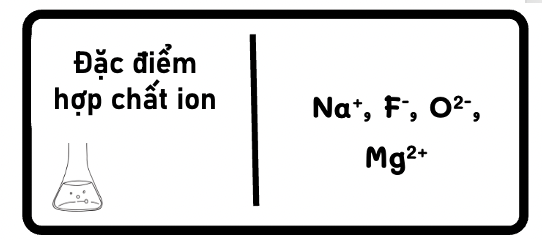 Đặc điểm
hợp chất ion
Na⁺, F⁻, O²⁻,
Mg²⁺